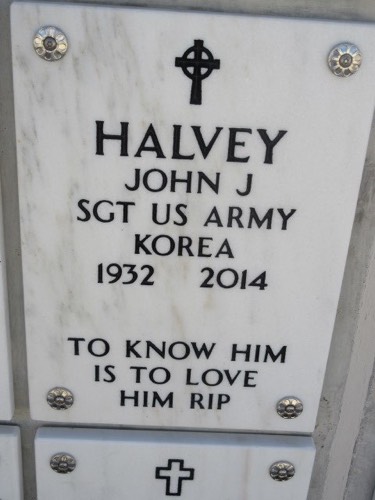 HALVEY
JOHN J
SGT US ARMY
KOREA
1932 2014
TO KNOW HIM
IS TO LOVE
HIM RIP